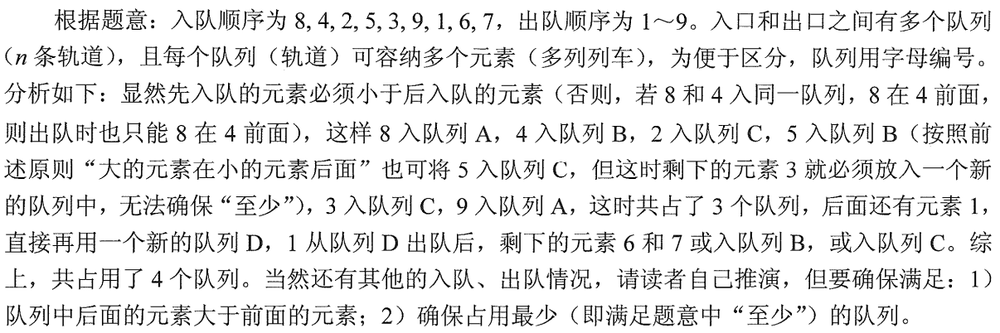 根据题意：入队顺序为 8, 4, 2, 5, 3, 9, 1, 6, 7，出队顺序为 1～9。入口和出口之间有多个队列
（n 条轨道），且每个队列（轨道）可容纳多个元素（多列列车），为便于区分，队列用字母编号。
分析如下：显然先入队的元素必须小于后入队的元素（否则，若 8 和 4 入同一队列，8 在 4 前面，
则出队时也只能 8 在 4 前面），这样 8 入队列 A，4 入队列 B，2 入队列 C，5 入队列 B（按照前
述原则“大的元素在小的元素后面”也可将 5 入队列 C，但这时剩下的元素 3 就必须放入一个新
的队列中，无法确保“至少”），3 入队列 C，9 入队列 A，这时共占了 3 个队列，后面还有元素 1，
直接再用一个新的队列 D，1 从队列 D 出队后，剩下的元素 6 和 7 或入队列 B，或入队列 C。综
上，共占用了 4 个队列。当然还有其他的入队、出队情况，请读者自己推演，但要确保满足：1）
队列中后面的元素大于前面的元素；2）确保占用最少（即满足题意中“至少”）的队列。